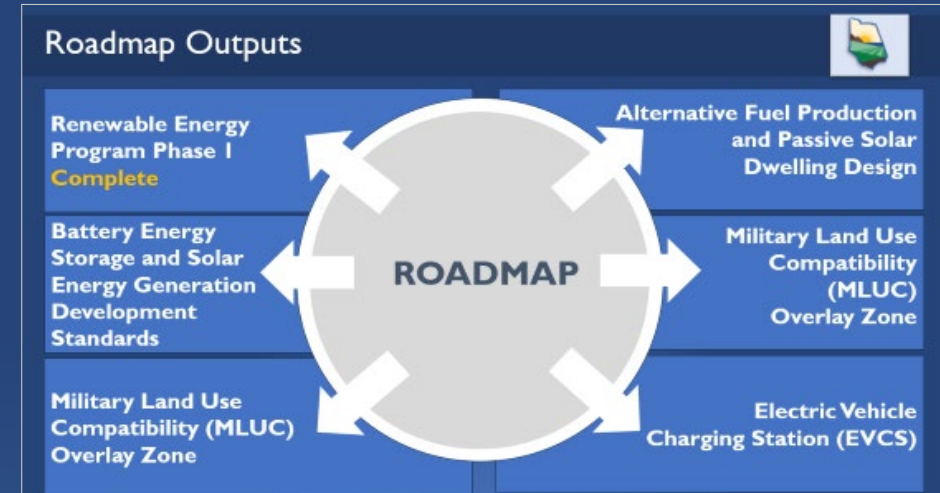 Roadmap Outputs
Renewable Energy
Program Phase I
Complete
Battery Energy
Storage and Solar
Energy Generation
Development
Standards
Military Land Use
Compatibility (MLUC)
Overlay Zone
ROADMAP
Alternative Fuel Production
and Passive Solar
Dwelling Design
Military Land Use
Compatibility
(MLUC)
Overlay Zone
Electric Vehicle
Charging Station (EVCS)